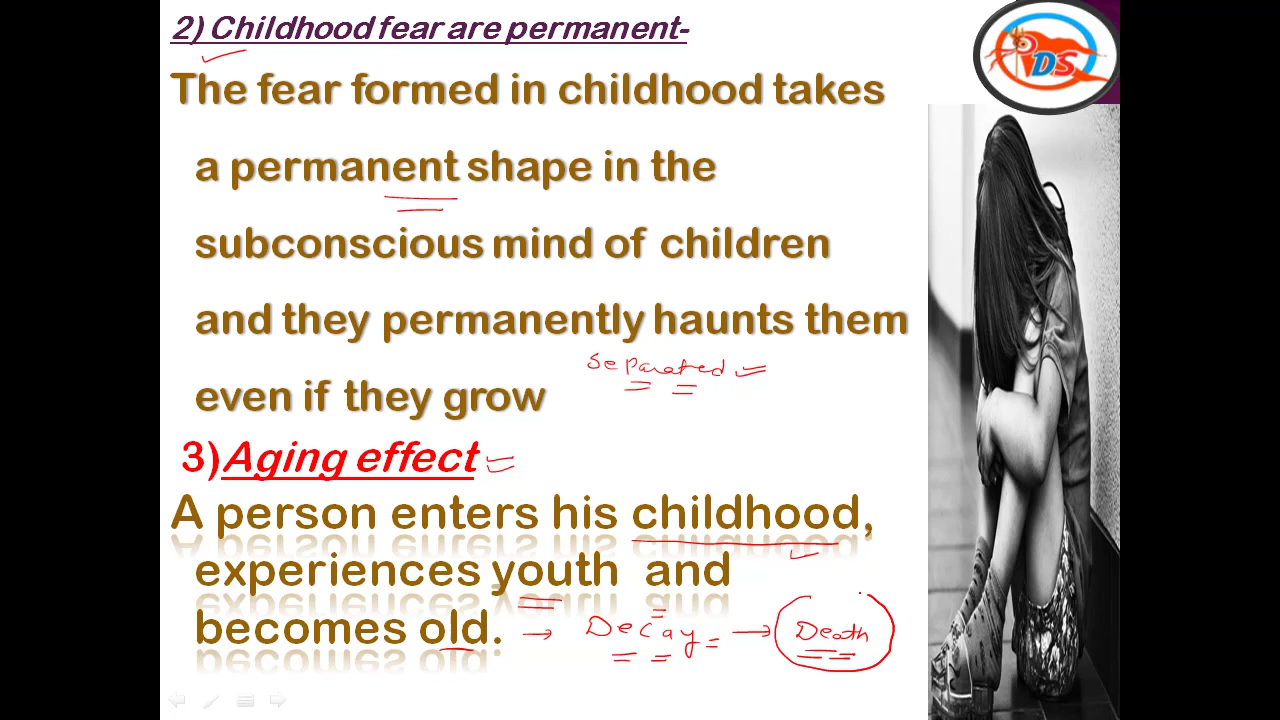 2) Childhood fear are permanent-
DS
The fear formed in childhood takes
a permanent shape in the
subconscious mind of children
and they permanently haunts them
separated
even if they grow
3) Aging effect
A person enters his childhood,
experiences youth and
becomes old. → Decay → Death